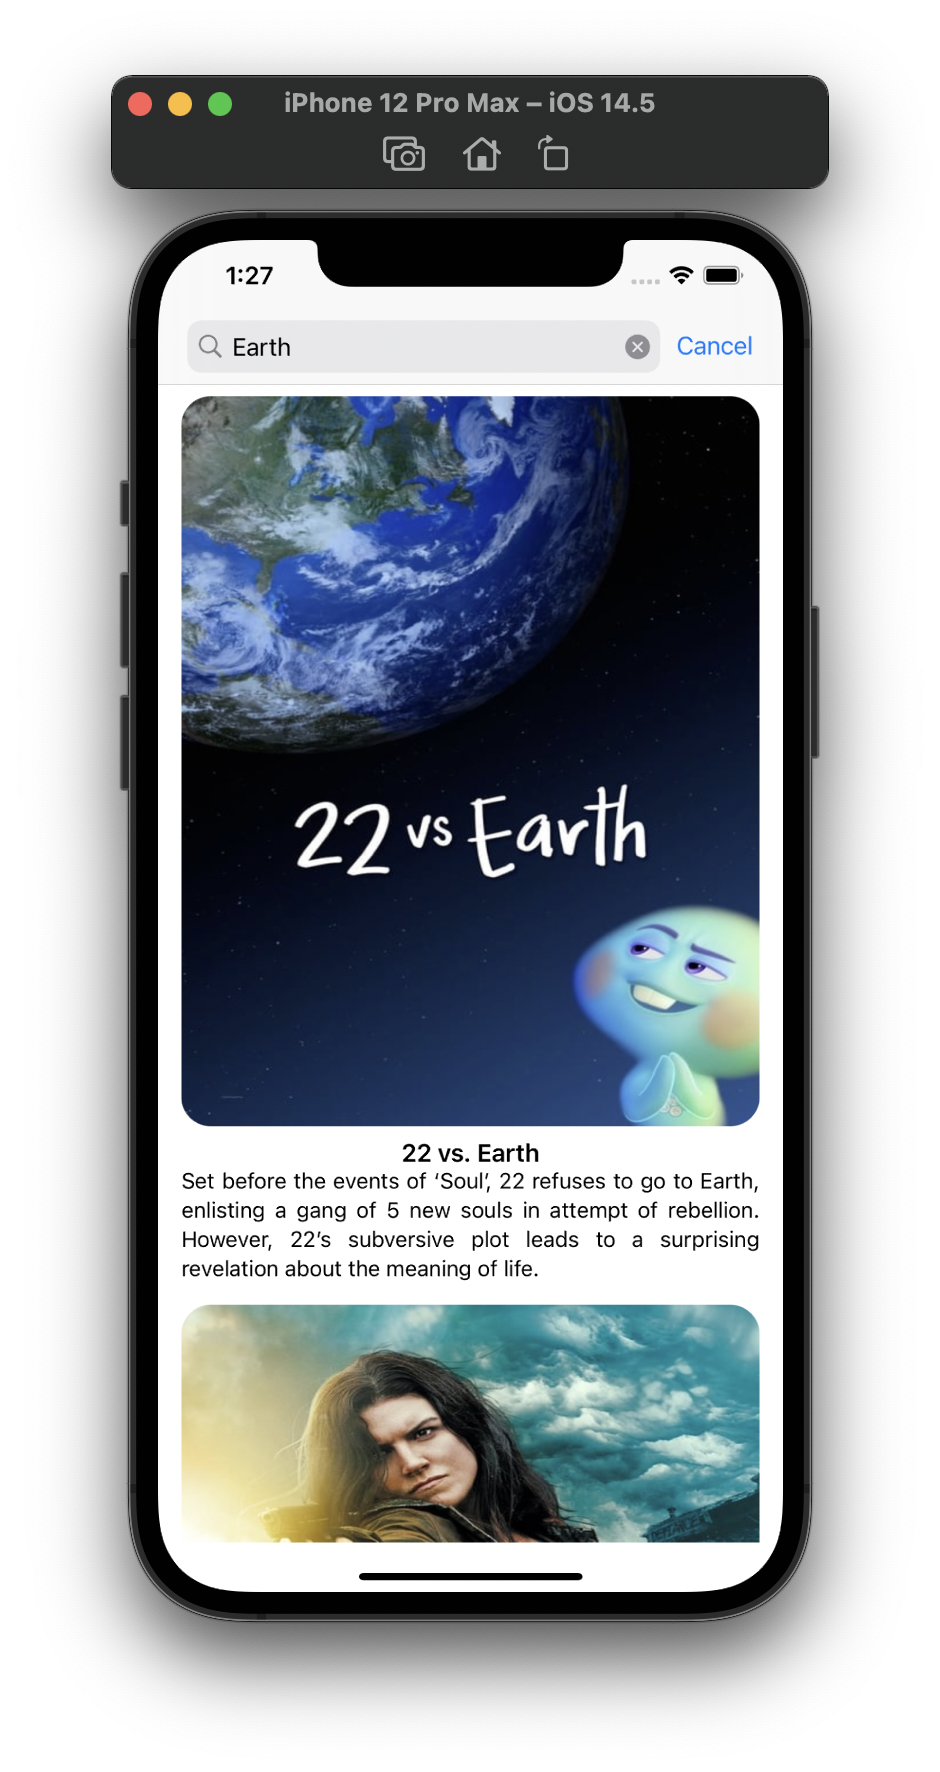 iPhone 12 Pro Max – iOS 14.5
1:27
Earth
Cancel
22 vs Earth
22 vs. Earth
Set before the events of ‘Soul’, 22 refuses to go to Earth,
enlisting a gang of 5 new souls in attempt of rebellion.
However, 22’s subversive plot leads to a surprising
revelation about the meaning of life.